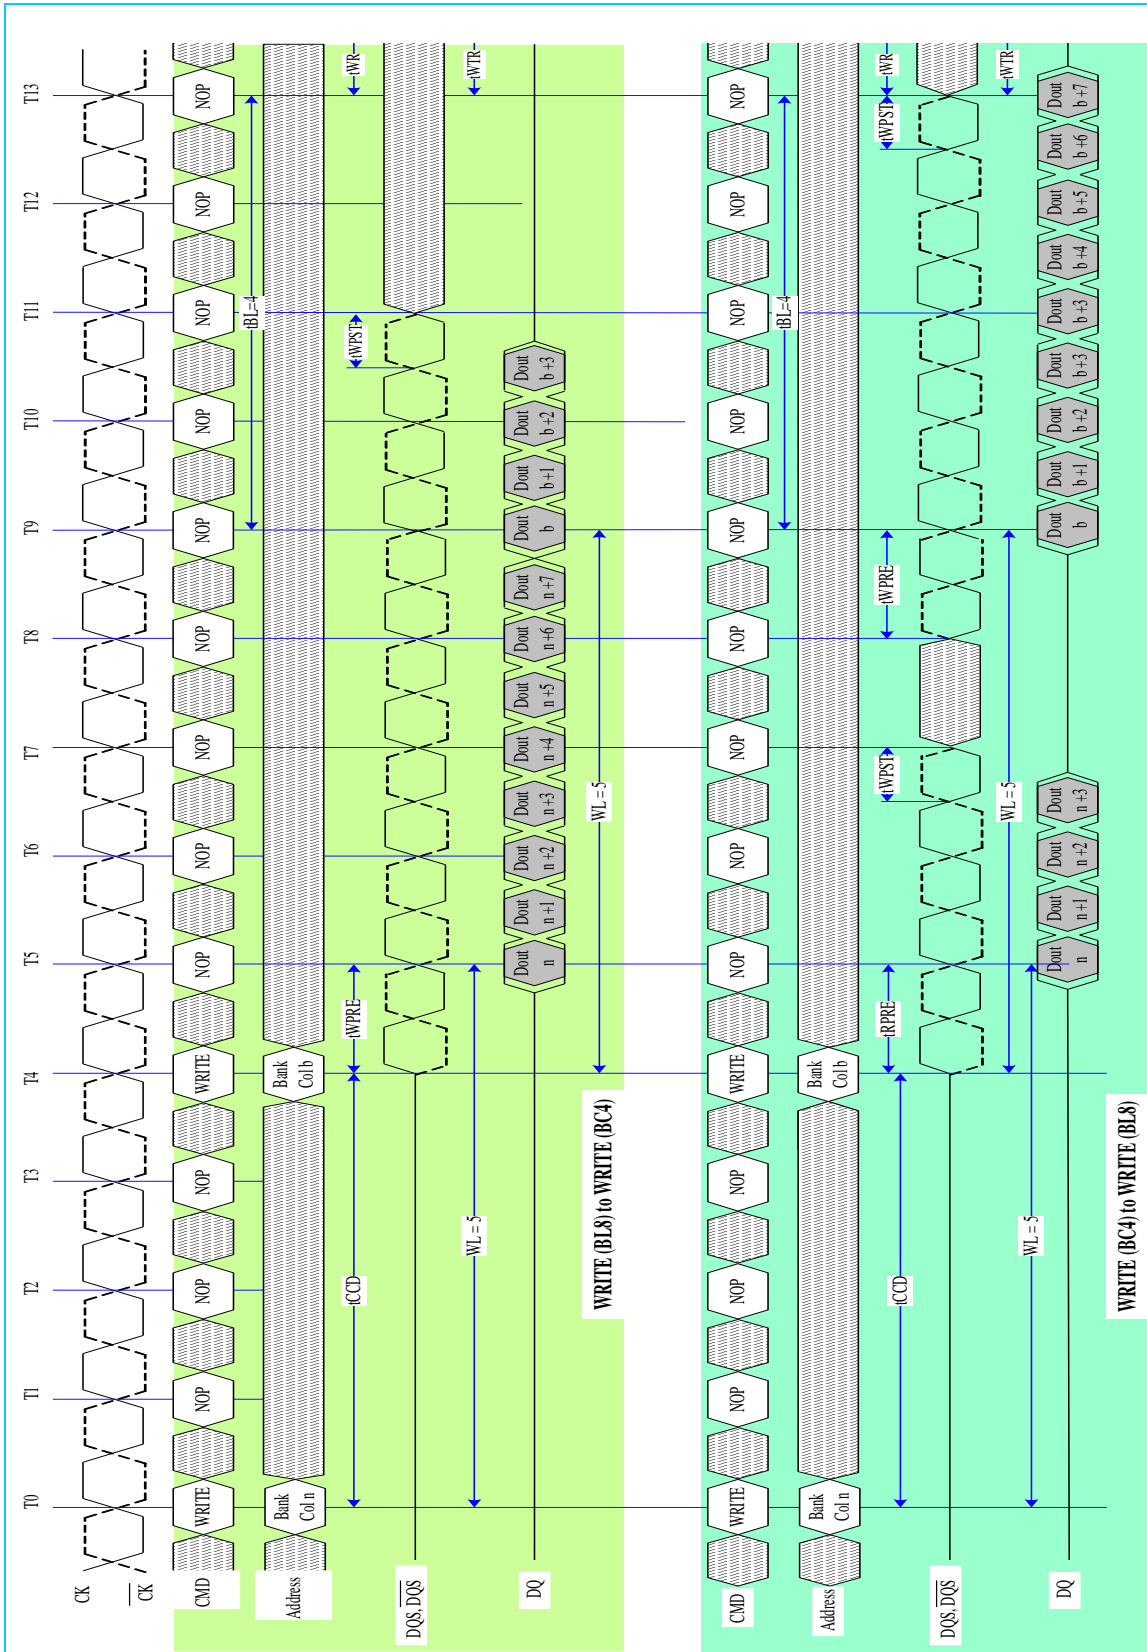 T0 T1 T2 T3 T4 T5 T6 T7 T8 T9 T10 T11 T12 T13
CK
CK
CMD WRITE NOP NOP NOP WRITE NOP NOP NOP NOP NOP NOP NOP NOP NOP
Address Bank Bank
Col n Col b
tBL=4
tCCD tWPRE tWPST tWR
DQS, DQS
WL = 5 tWTR
DQ Dout Dout Dout Dout Dout Dout Dout Dout Dout Dout Dout Dout
n n+1 n+2 n+3 n+4 n+5 n+6 n+7 b b+1 b+2 b+3
WL = 5
WRITE (BL8) to WRITE (BC4)
CMD WRITE NOP NOP NOP WRITE NOP NOP NOP NOP NOP NOP NOP NOP NOP
tBL=4
Address Bank Bank
Col n Col b
tCCD tRPRE tWPST tWPRE tWPST tWR
DQS, DQS
WL = 5 tWTR
WL = 5
DQ Dout Dout Dout Dout Dout Dout Dout Dout Dout Dout Dout Dout Dout
n n+1 n+2 n+3 b b+1 b+2 b+3 b+3 b+4 b+5 b+6 b+7
WRITE (BC4) to WRITE (BL8)